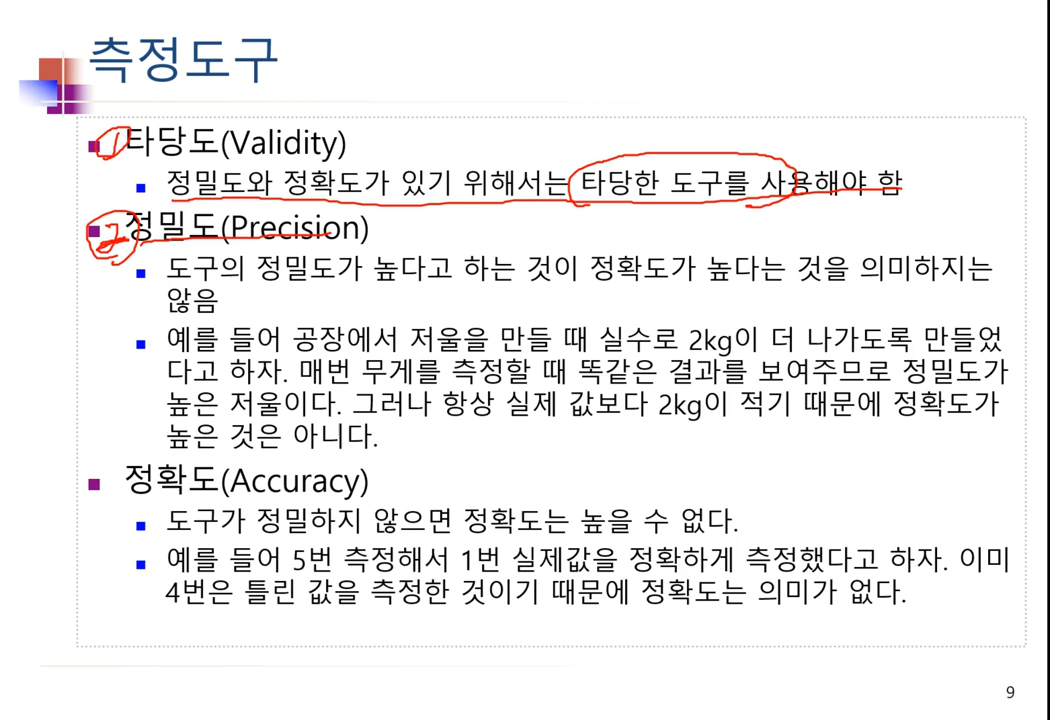 측정도구
1
타당도(Validity)
정밀도와 정확도가 있기 위해서는 타당한 도구를 사용해야 함
2
정밀도(Precision)
도구의 정밀도가 높다고 하는 것이 정확도가 높다는 것을 의미하지는
않음
예를 들어 공장에서 저울을 만들 때 실수로 2kg이 더 나가도록 만들었
다고 하자. 매번 무게를 측정할 때 똑같은 결과를 보여주므로 정밀도가
높은 저울이다. 그러나 항상 실제 값보다 2kg이 적기 때문에 정확도가
높은 것은 아니다.
정확도(Accuracy)
도구가 정밀하지 않으면 정확도는 높을 수 없다.
예를 들어 5번 측정해서 1번 실제값을 정확하게 측정했다고 하자. 이미
4번은 틀린 값을 측정한 것이기 때문에 정확도는 의미가 없다.
9